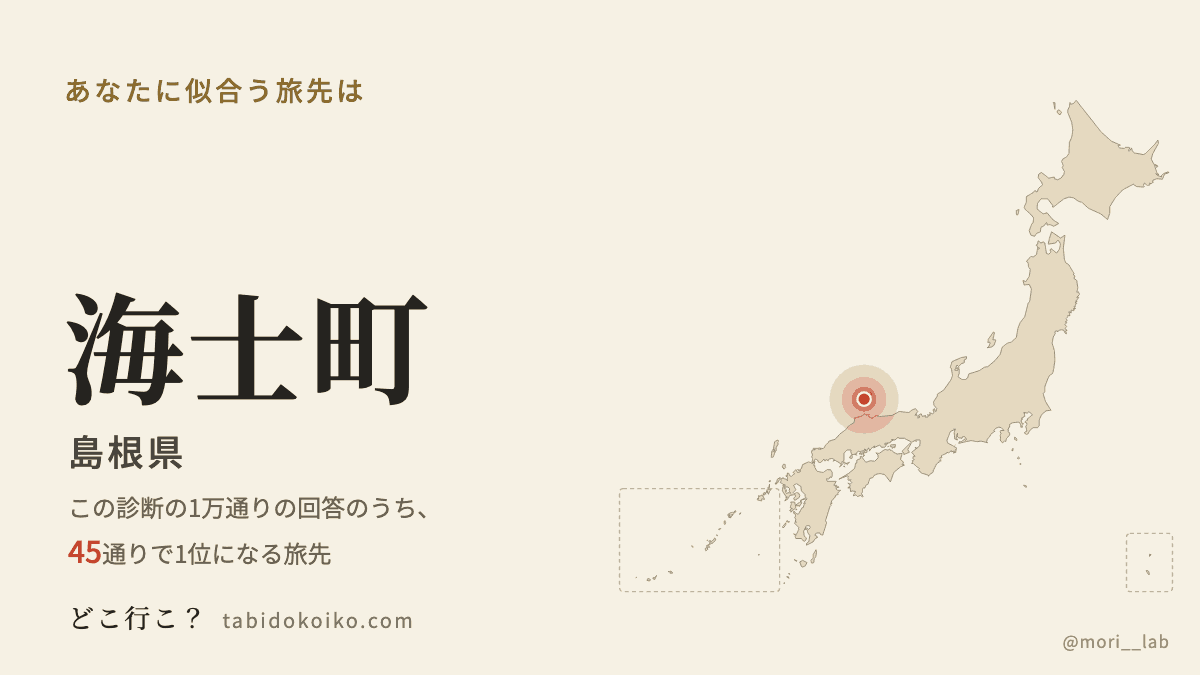 あなたに似合う旅先は
海士町
島根県
この診断の1万通りの回答のうち、
45通りで1位になる旅先
どこ行こ？ tabidokoiko.com
@mori__lab